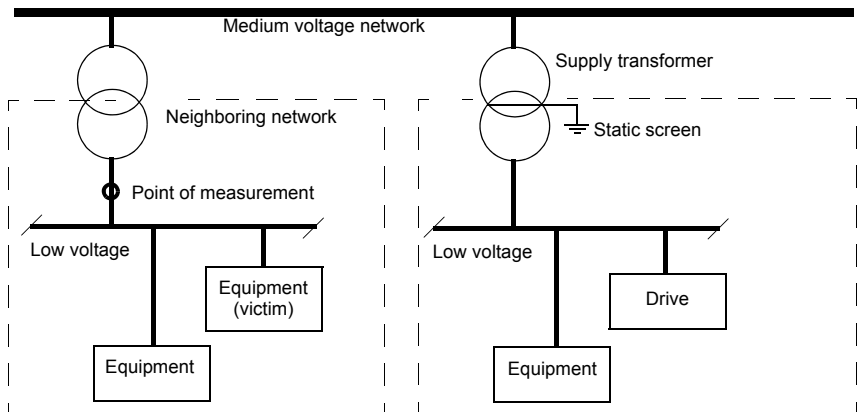 Medium voltage network
Supply transformer
Neighboring network
Static screen
Point of measurement
Low voltage
Low voltage
Equipment
(victim)
Drive
Equipment
Equipment